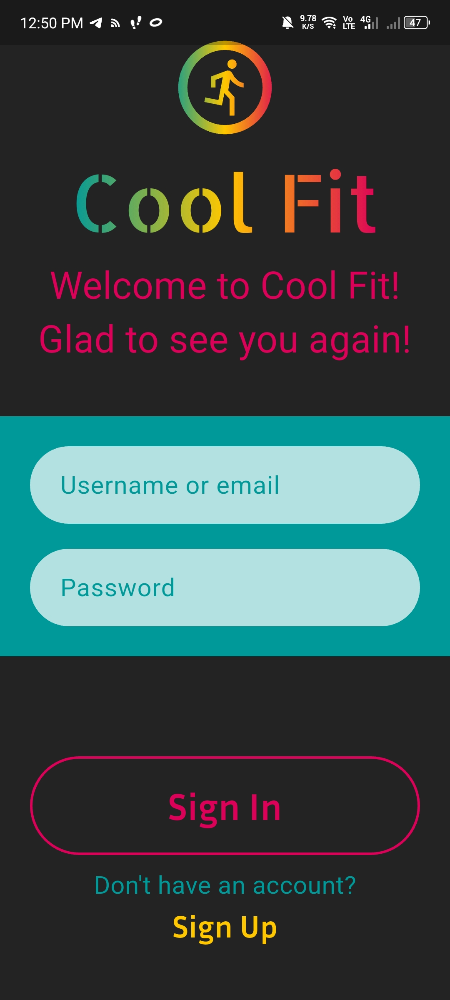 12:50 PM 9.78 K/S Vo LTE 4G 47
Cool Fit
Welcome to Cool Fit!
Glad to see you again!
Username or email
Password
Sign In
Don't have an account?
Sign Up